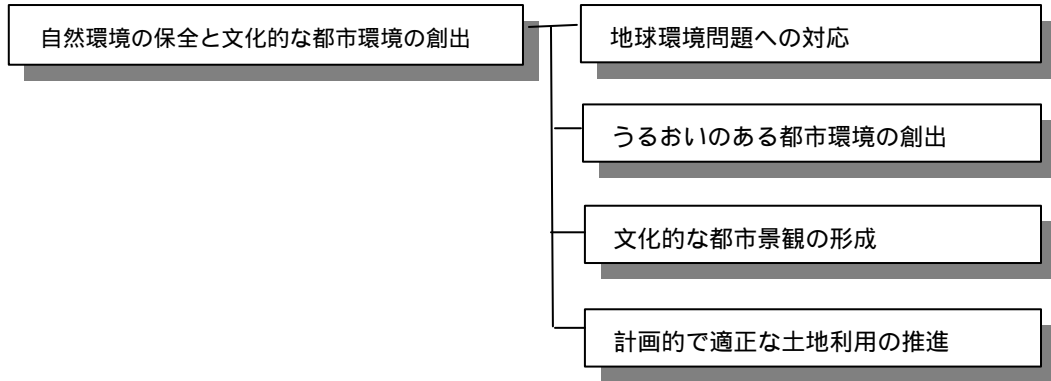 自然環境の保全と文化的な都市環境の創出
地球環境問題への対応
うるおいのある都市環境の創出
文化的な都市景観の形成
計画的で適正な土地利用の推進